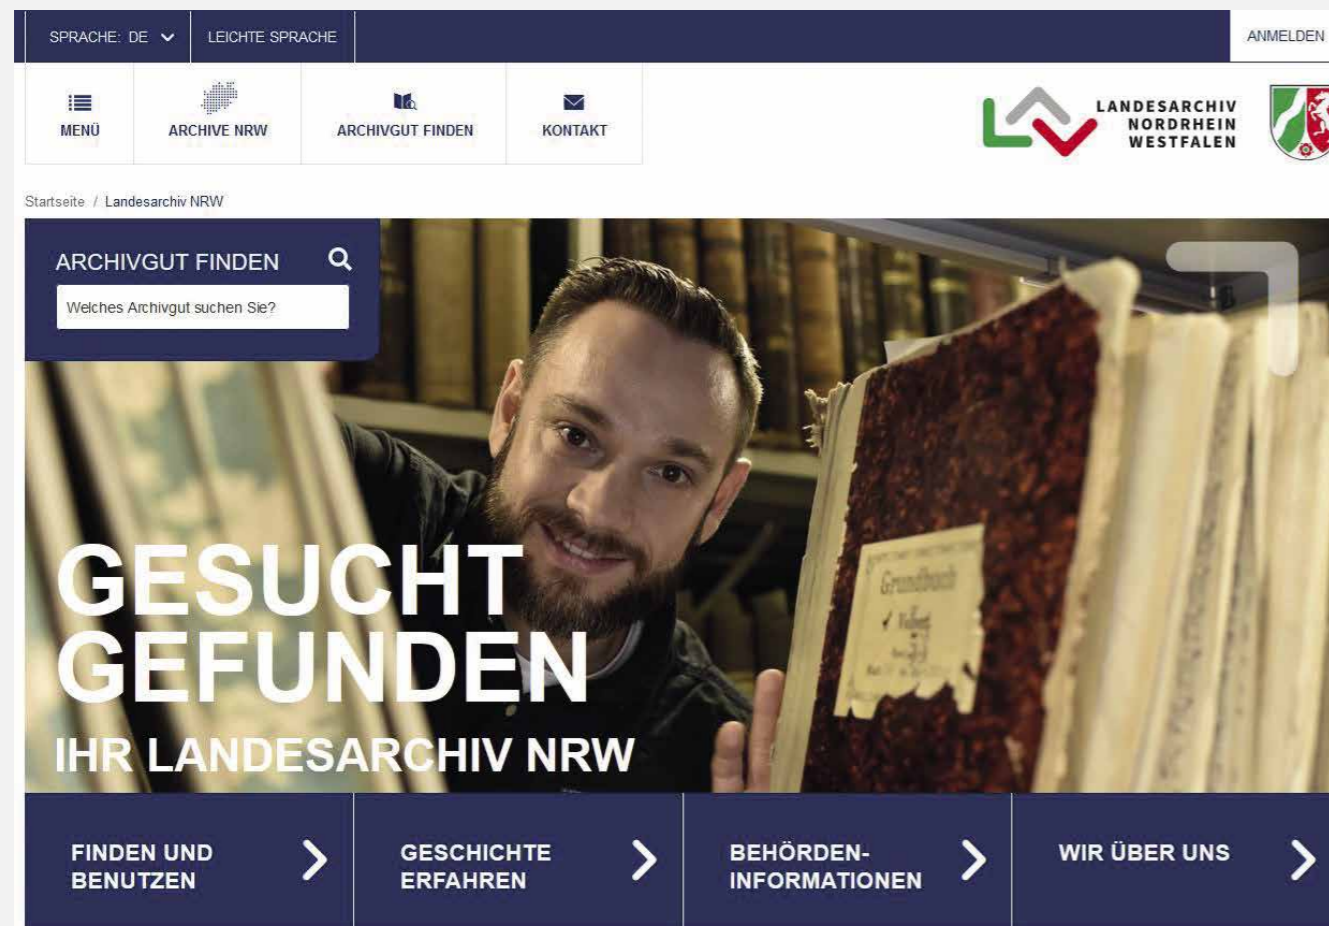 SPRACHE: DE
LEICHTE SPRACHE
ANMELDEN
MENÜ
ARCHIVE NRW
ARCHIVGUT FINDEN
KONTAKT
LANDESARCHIV
NORDRHEIN
WESTFALEN
Startseite / Landesarchiv NRW
ARCHIVGUT FINDEN
Welches Archivgut suchen Sie?
Grundbuch
GESUCHT
GEFUNDEN
IHR LANDESARCHIV NRW
FINDEN UND
BENUTZEN
GESCHICHTE
ERFAHREN
BEHÖRDEN-
INFORMATIONEN
WIR ÜBER UNS